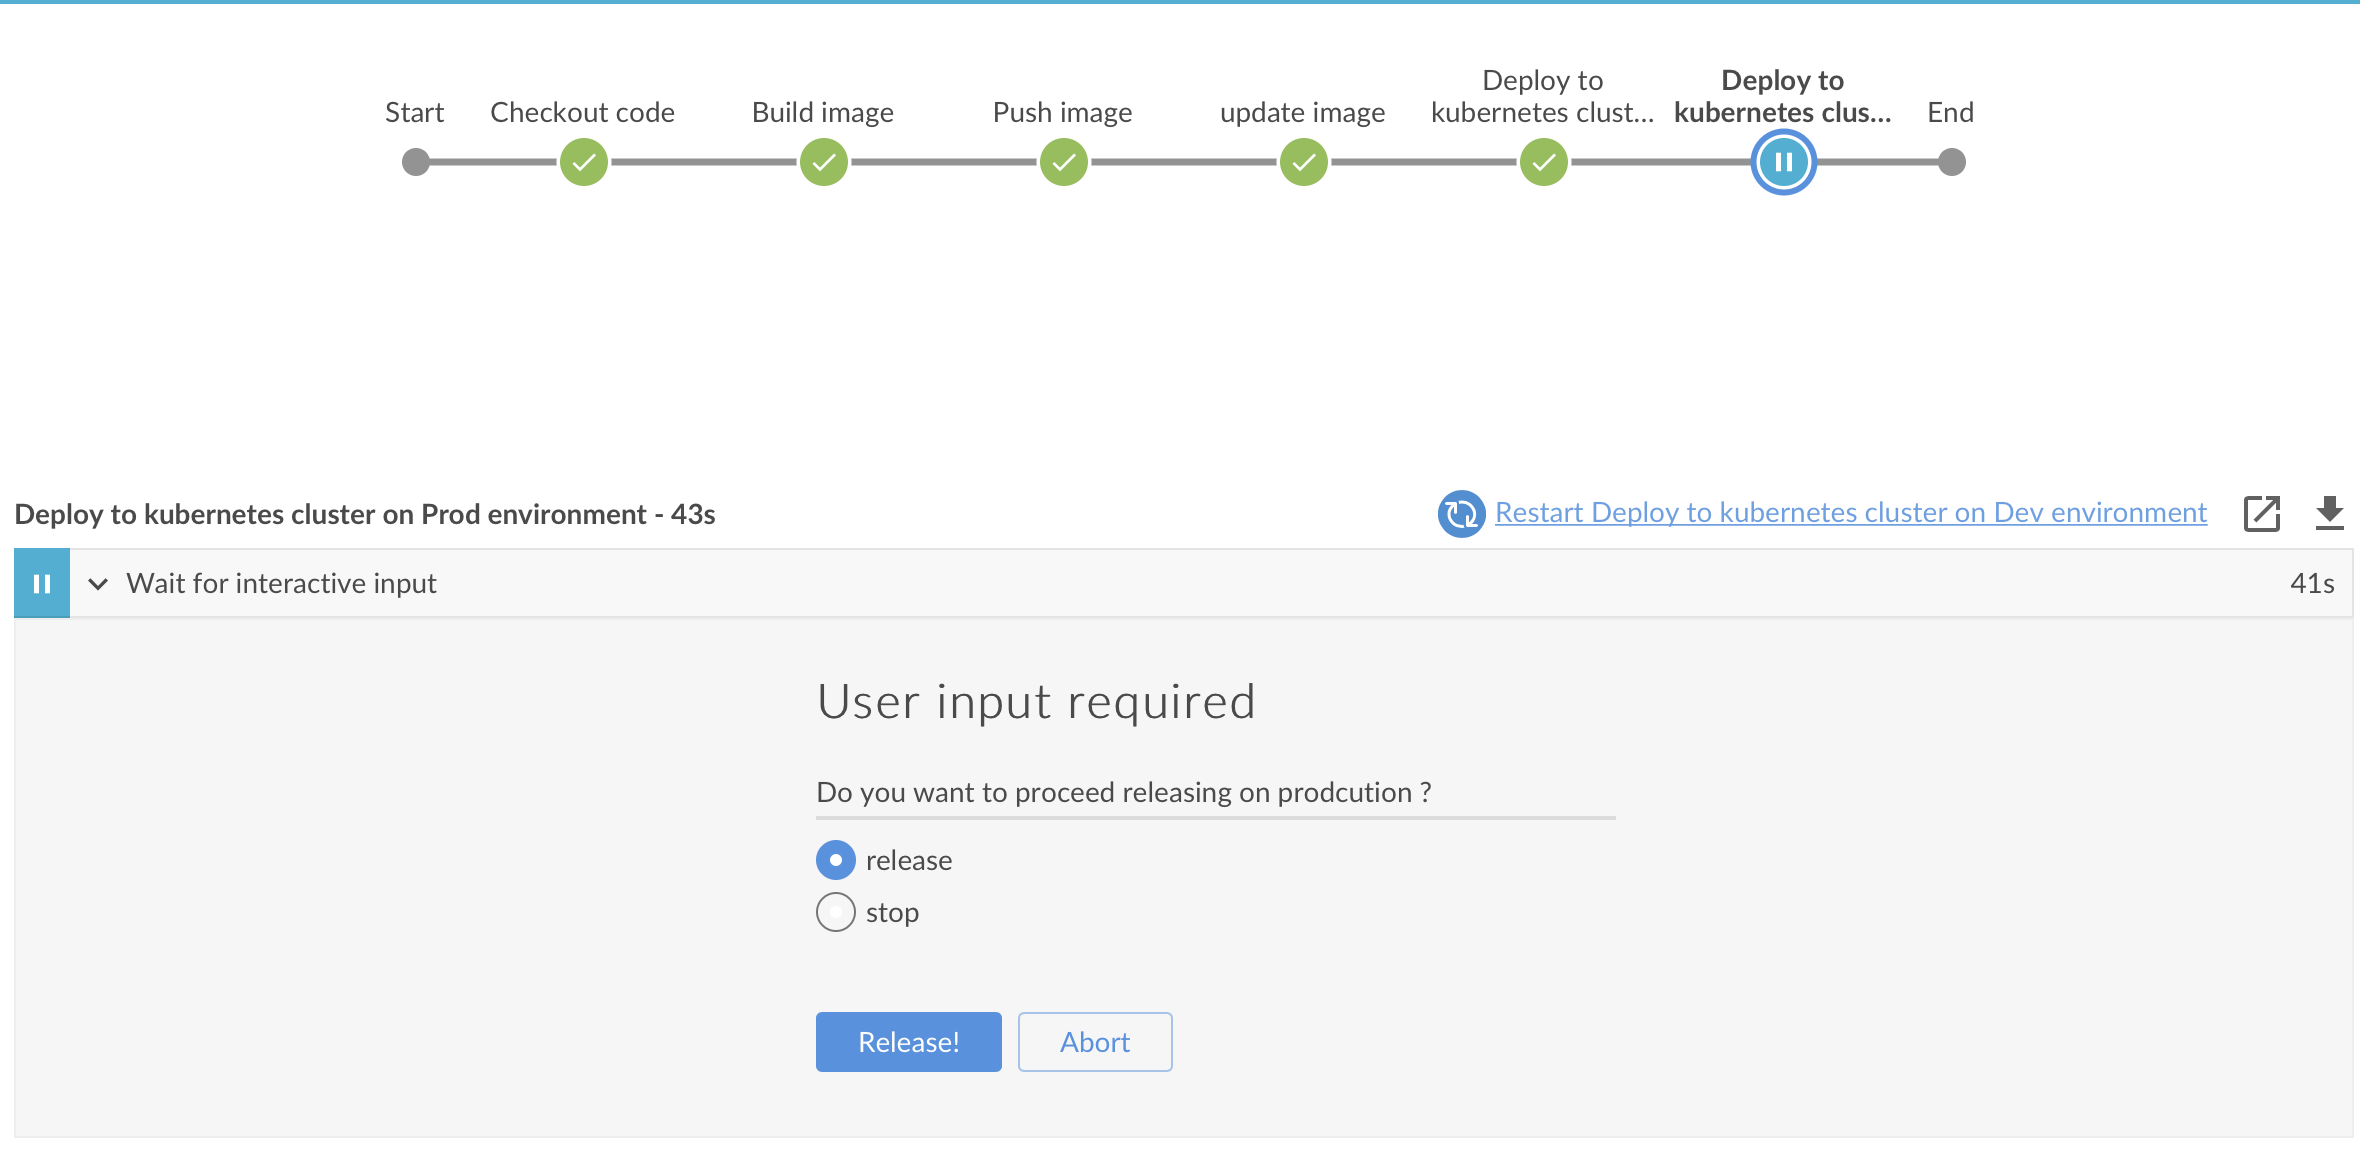 Start
Checkout code
Build image
Push image
update image
Deploy to
kubernetes clust...
Deploy to
kubernetes clus...
End
Deploy to kubernetes cluster on Prod environment - 43s
Restart Deploy to kubernetes cluster on Dev environment
Wait for interactive input
41s
User input required
Do you want to proceed releasing on prodcution ?
release
stop
Release!
Abort